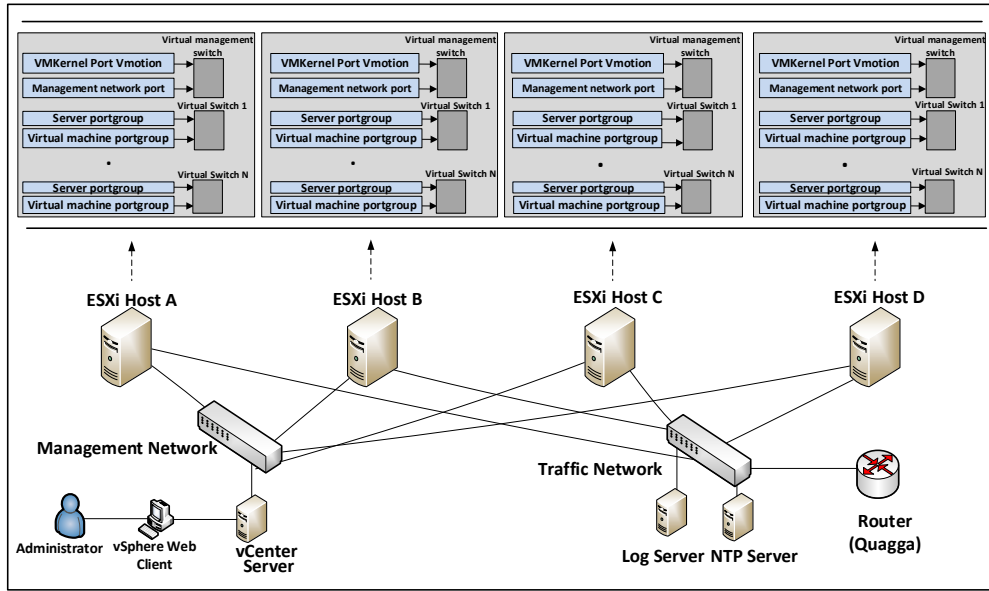 Virtual management
switch
VMKernel Port Vmotion
Management network port
Virtual Switch 1
Server portgroup
Virtual machine portgroup
Virtual Switch N
Server portgroup
Virtual machine portgroup
Virtual management
switch
VMKernel Port Vmotion
Management network port
Virtual Switch 1
Server portgroup
Virtual machine portgroup
Virtual Switch N
Server portgroup
Virtual machine portgroup
Virtual management
switch
VMKernel Port Vmotion
Management network port
Virtual Switch 1
Server portgroup
Virtual machine portgroup
Virtual Switch N
Server portgroup
Virtual machine portgroup
Virtual management
switch
VMKernel Port Vmotion
Management network port
Virtual Switch 1
Server portgroup
Virtual machine portgroup
Virtual Switch N
Server portgroup
Virtual machine portgroup
ESXi Host A
ESXi Host B
ESXi Host C
ESXi Host D
Management Network
Traffic Network
Administrator
vSphere Web
Client
vCenter
Server
Log Server
NTP Server
Router
(Quagga)